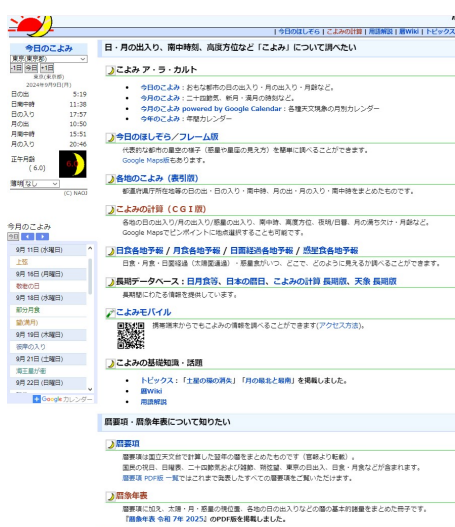 | 今日のほしぞら | こよみの計算 | 用語解説 | 暦Wiki | トピックス
今日のこよみ
東京(東京都)
-1日 今日 +1日
東京(東京都)
2024年9月9日(月)
日の出 5:19
日南中時 11:38
日の入り 17:57
月の出 10:50
月南中時 15:51
月の入り 20:46
正午月齢
( 6.0)
6.0
薄明 なし
(C) NAOJ
今月のこよみ
今日
9月 11日 (水曜日)
上弦
9月 16日 (月曜日)
敬老の日
9月 18日 (水曜日)
部分月食
望(満月)
9月 19日 (木曜日)
彼岸の入り
9月 21日 (土曜日)
海王星が衝
9月 22日 (日曜日)
Google カレンダー
日・月の出入り、南中時刻、高度方位など「こよみ」について調べたい
こよみ ア・ラ・カルト
今日のこよみ：おもな都市の日の出入り・月の出入り・月齢など。
今月のこよみ：二十四節気、新月・満月の時刻など。
今月のこよみ powered by Google Calendar：各種天文現象の月別カレンダー
今年のこよみ：年間カレンダー
今日のほしぞら／フレーム版
代表的な都市の星空の様子（惑星や星座の見え方）を簡単に調べることができます。
Google Maps版もあります。
各地のこよみ（表引版）
都道府県庁所在地等の日の出・日の入り・南中時、月の出・月の入り・南中時をまとめたものです。
こよみの計算（ＣＧＩ版）
各地の日の出入り/月の出入り/惑星の出入り、南中時、高度方位、夜明/日暮、月の満ち欠け・月齢など。
Google Mapsでピンポイントに地点選択することも可能です。
日食各地予報 / 月食各地予報 / 日面経過各地予報 / 惑星食各地予報
日食・月食・日面経過（太陽面通過）・惑星食がいつ、どこで、どのように見えるか調べることができます。
長期データベース：日月食等、日本の暦日、こよみの計算 長期版、天象 長期版
長期間にわたる情報を提供しています。
こよみモバイル
携帯端末からでもこよみの情報を調べることができます(アクセス方法)。
こよみの基礎知識・話題
トピックス：「土星の環の消失」「月の最北と最南」を掲載しました。
暦Wiki
用語解説
暦要項・暦象年表について知りたい
暦要項
暦要項は国立天文台で計算した翌年の暦をまとめたものです（官報より転載）。
国民の祝日、日曜表、二十四節気および雑節、朔弦望、東京の日出入、日食・月食などが含まれます。
暦要項 PDF版 一覧ではこれまで発表したすべての暦要項をご覧いただけます。
暦象年表
暦要項に加え、太陽・月・惑星の視位置、各地の日の出入りなどの暦の基本的諸量をまとめた冊子です。
『暦象年表 令和 7年 2025』のPDF版を掲載しました。